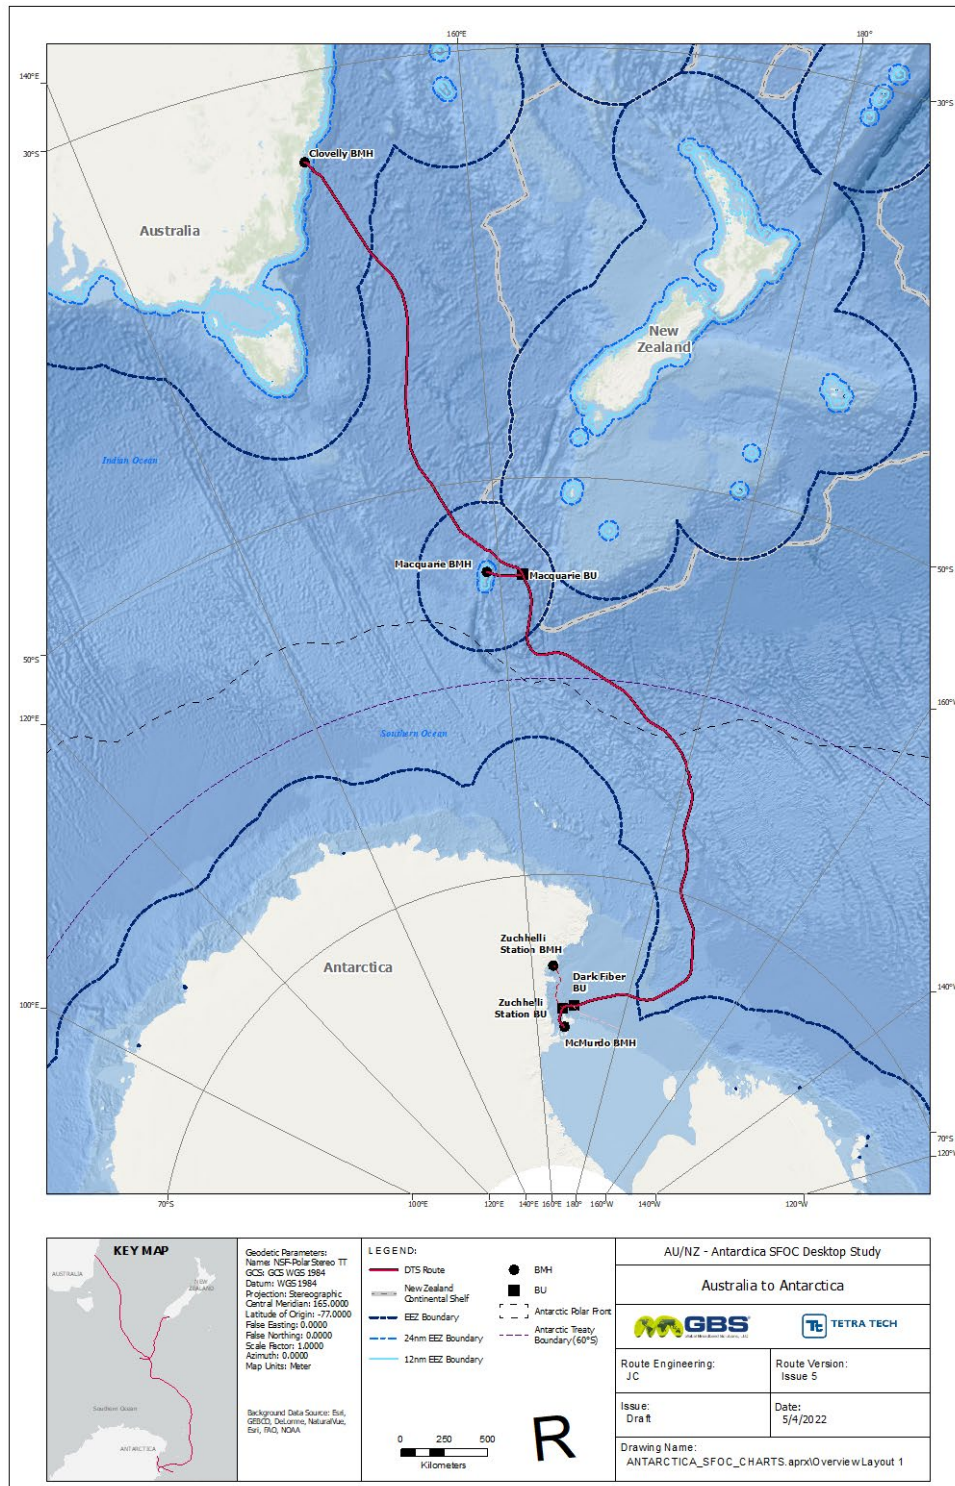 160°E
180°
140°E
30°S
30°S
Clovelly BMH
Australia
New
Zealand
Indian Ocean
Macquarie BMH
Macquarie BU
50°S
50°S
120°E
160°W
Southern Ocean
Zuchhelli
Station BMH
Antarctica
Dark Fiber
BU
Zuchhelli
Station BU
McMurdo BMH
100°E
140°W
70°S
120°W
70°S
100°E
120°E
140°E
160°E
180°
160°W
140°W
120°W
KEY MAP
AUSTRALIA
NEW
ZEALAND
Southern Ocean
ANTARCTICA
Geodetic Parameters:
Name: NSF-PolarStereo TT
GCS: GCS WGS 1984
Datum: WGS 1984
Projection: Stereographic
Central Meridian: 165.0000
Latitude of Origin: -77.0000
False Easting: 0.0000
False Northing: 0.0000
Scale Factor: 1.0000
Azimuth: 0.0000
Map Units: Meter
Background Data Source: Esri,
GEBCO, DeLorme, NaturalVue,
Esri, FAO, NOAA
LEGEND:
DTS Route
New Zealand
Continental Shelf
EEZ Boundary
24nm EEZ Boundary
12nm EEZ Boundary
BMH
BU
Antarctic Polar Front
Antarctic Treaty
Boundary (60°S)
0 250 500
Kilometers
R
AU/NZ - Antarctica SFOC Desktop Study
Australia to Antarctica
GBS
TETRA TECH
Route Engineering:
JC
Route Version:
Issue 5
Issue:
Draft
Date:
5/4/2022
Drawing Name:
ANTARCTICA_SFOC_CHARTS.aprx\Overview Layout 1